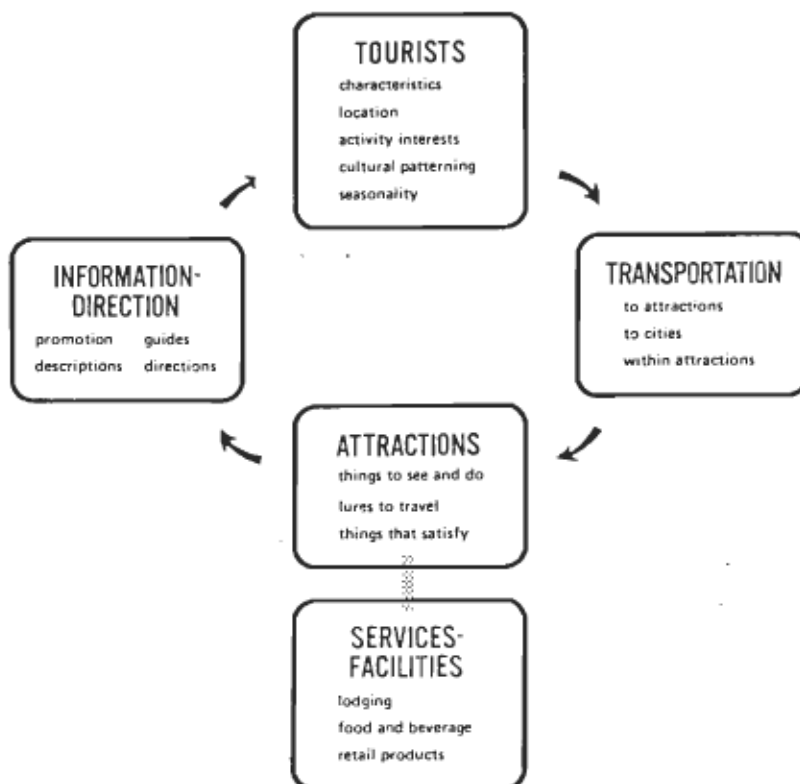 TOURISTS
characteristics
location
activity interests
cultural patterning
seasonality
INFORMATION-
DIRECTION
promotion guides
descriptions directions
TRANSPORTATION
to attractions
to cities
within attractions
ATTRACTIONS
things to see and do
lures to travel
things that satisfy
SERVICES-
FACILITIES
lodging
food and beverage
retail products